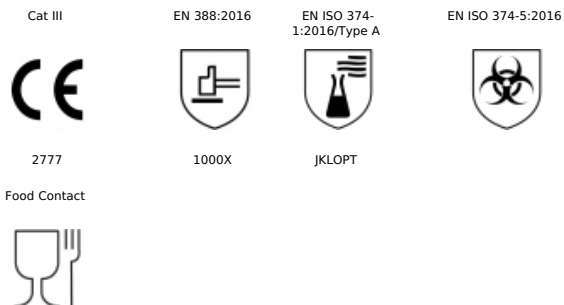 Cat III
EN 388:2016
EN ISO 374-
1:2016/Type A
EN ISO 374-5:2016
CE
2777
1000X
JKLOPT
Food Contact